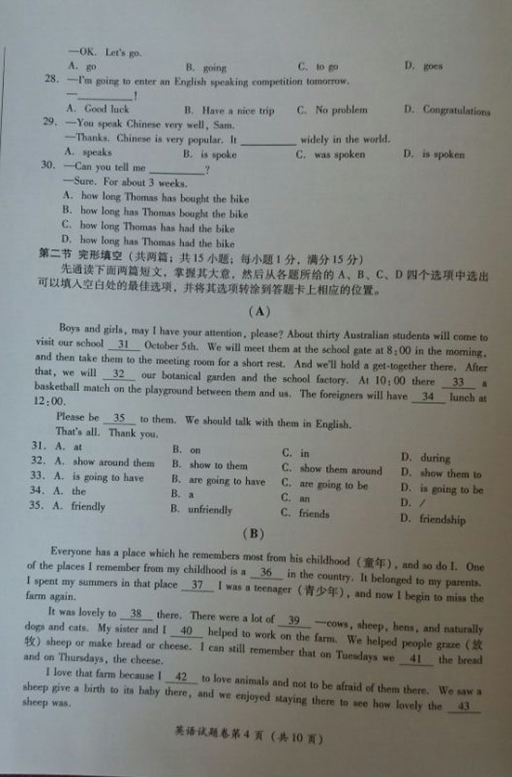 —OK. Let's go.
A. go B. going C. to go D. goes
28. —I'm going to enter an English speaking competition tomorrow.
—________!
A. Good luck B. Have a nice trip C. No problem D. Congratulations
29. —You speak Chinese very well, Sam.
—Thanks. Chinese is very popular. It ________ widely in the world.
A. speaks B. is spoke C. was spoken D. is spoken
30. —Can you tell me ________?
—Sure. For about 3 weeks.
A. how long Thomas has bought the bike
B. how long has Thomas bought the bike
C. how long Thomas has had the bike
D. how long has Thomas had the bike
第二节 完形填空（共两篇；共15小题；每小题1分，满分15分）
先通读下面两篇短文，掌握其大意，然后从各题所给的A、B、C、D四个选项中选出
可以填入空白处的最佳选项，并将其选项转涂到答题卡上相应的位置。
(A)
Boys and girls, may I have your attention, please? About thirty Australian students will come to
visit our school 31 October 5th. We will meet them at the school gate at 8:00 in the morning,
and then take them to the meeting room for a short rest. And we'll hold a get-together there. After
that, we will 32 our botanical garden and the school factory. At 10:00 there 33 a
basketball match on the playground between them and us. The foreigners will have 34 lunch at
12:00.
Please be 35 to them. We should talk with them in English.
That's all. Thank you.
31. A. at B. on C. in D. during
32. A. show around them B. show to them C. show them around D. show them to
33. A. is going to have B. are going to have C. are going to be D. is going to be
34. A. the B. a C. an D. /
35. A. friendly B. unfriendly C. friends D. friendship
(B)
Everyone has a place which he remembers most from his childhood（童年）, and so do I. One
of the places I remember from my childhood is a 36 in the country. It belonged to my parents.
I spent my summers in that place 37 I was a teenager（青少年）, and now I begin to miss the
farm again.
It was lovely to 38 there. There were a lot of 39 —cows, sheep, hens, and naturally
dogs and cats. My sister and I 40 helped to work on the farm. We helped people graze（放
牧）sheep or make bread or cheese. I can still remember that on Tuesdays we 41 the bread
and on Thursdays, the cheese.
I love that farm because I 42 to love animals and not to be afraid of them there. We saw a
sheep give a birth to its baby there, and we enjoyed staying there to see how lovely the 43
sheep was.
英语试题卷第4页（共10页）